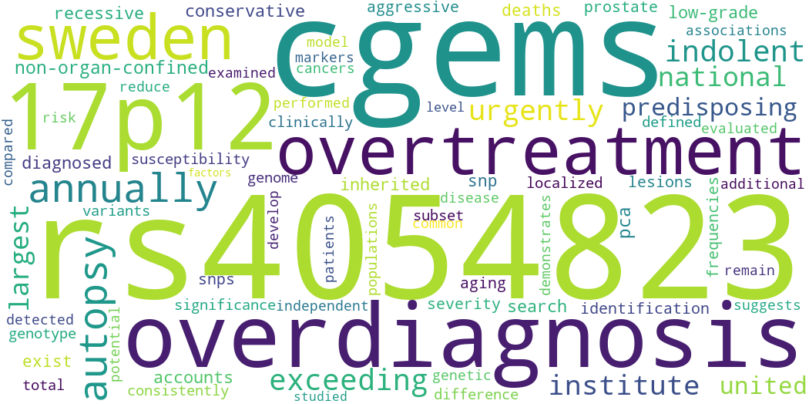 recessive conservative aggressive deaths prostate low-grade
sweden model cgems associations
markers indolent
non-organ-confined examined cancers national
17p12 reduce performed level urgently predisposing
risk clinically defined evaluated
compared diagnosed susceptibility factors overtreatment
annually genome inherited snp localized lesions additional
variants develop disease
rs4054823
subset common
largest autopsy patients populations aging demonstrates pca frequencies remain
significance independent severity search identification suggests
detected overdiagnosis
genotype potential
exist accounts exceeding genetic institute united
total consistently studied difference